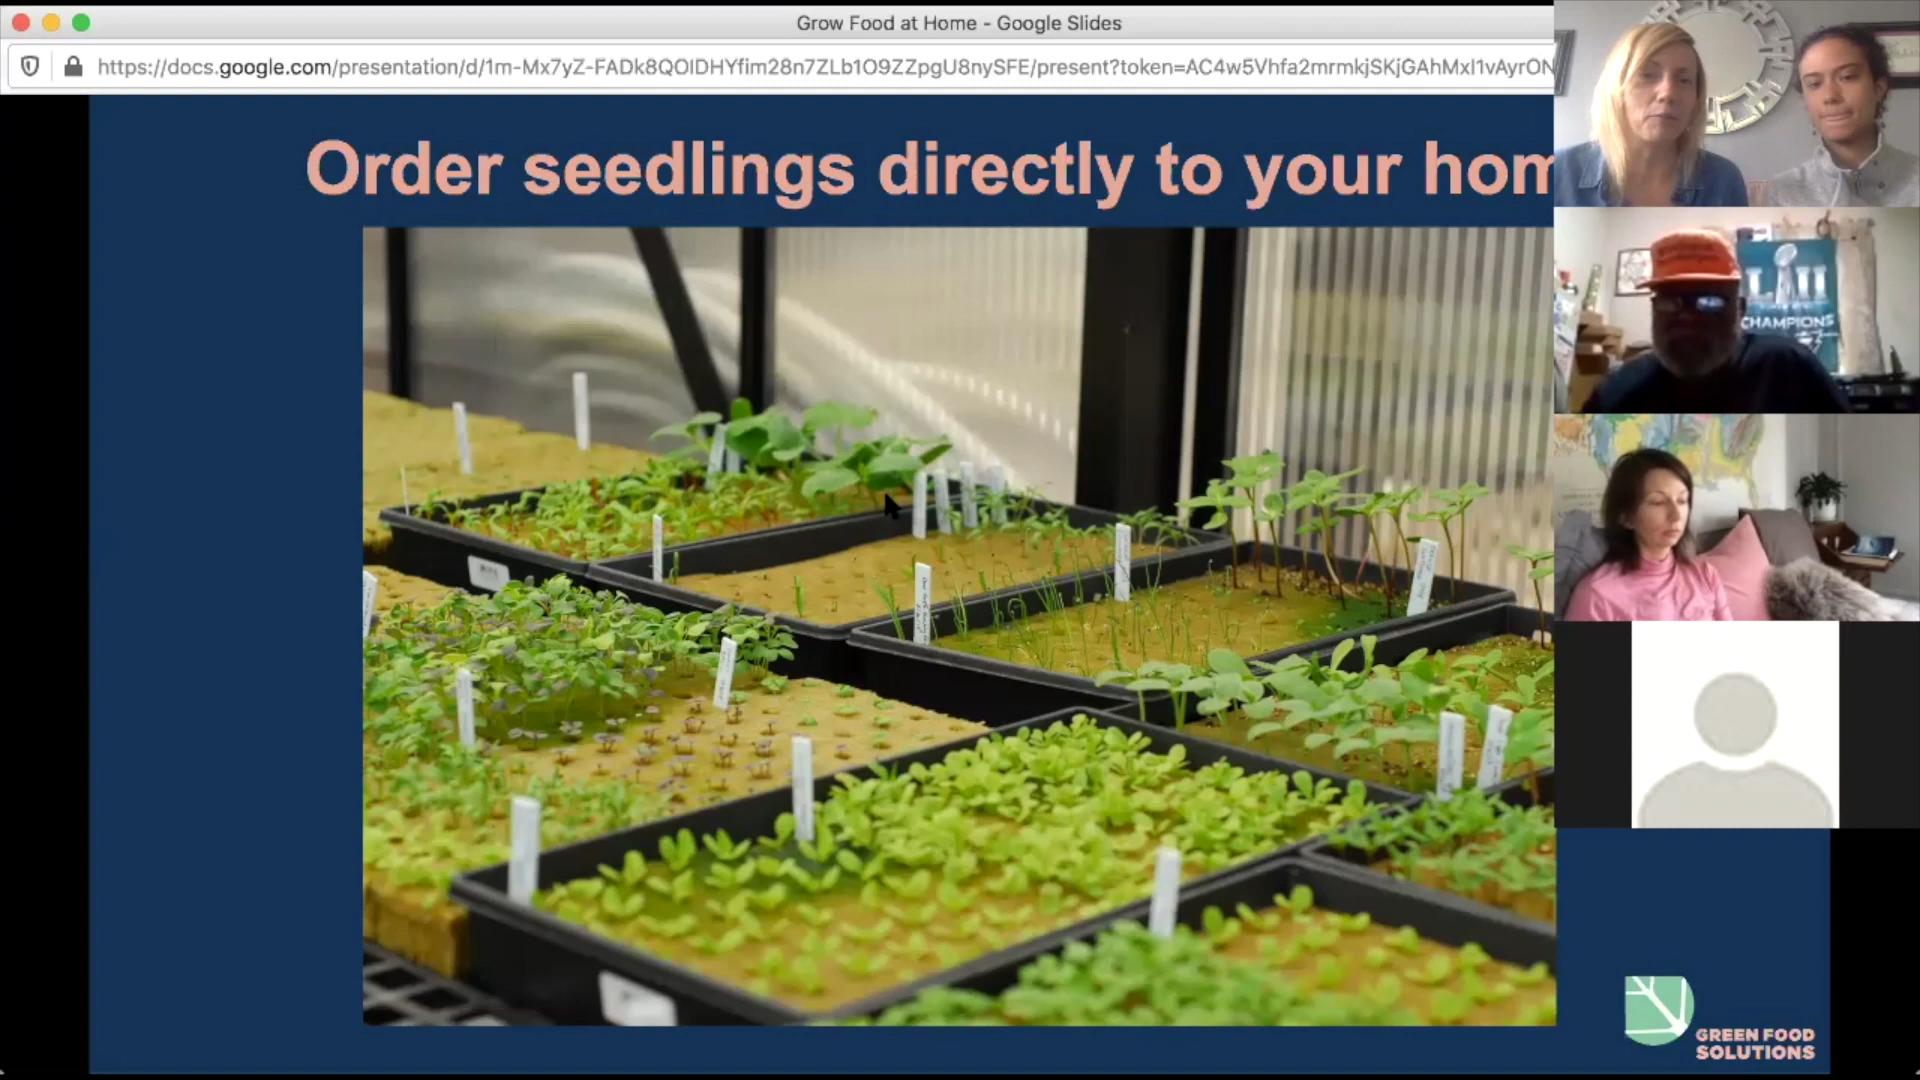 Grow Food at Home - Google Slides
https://docs.google.com/presentation/d/1m-Mx7yZ-FADk8QOIDHYfim28n7ZLb1O9ZZpgU8nySFE/present?token=AC4w5Vhfa2mrmkjSKjGAhMxI1vAyrON
Order seedlings directly to your hom
CHAMPIONS
GREEN FOOD
SOLUTIONS